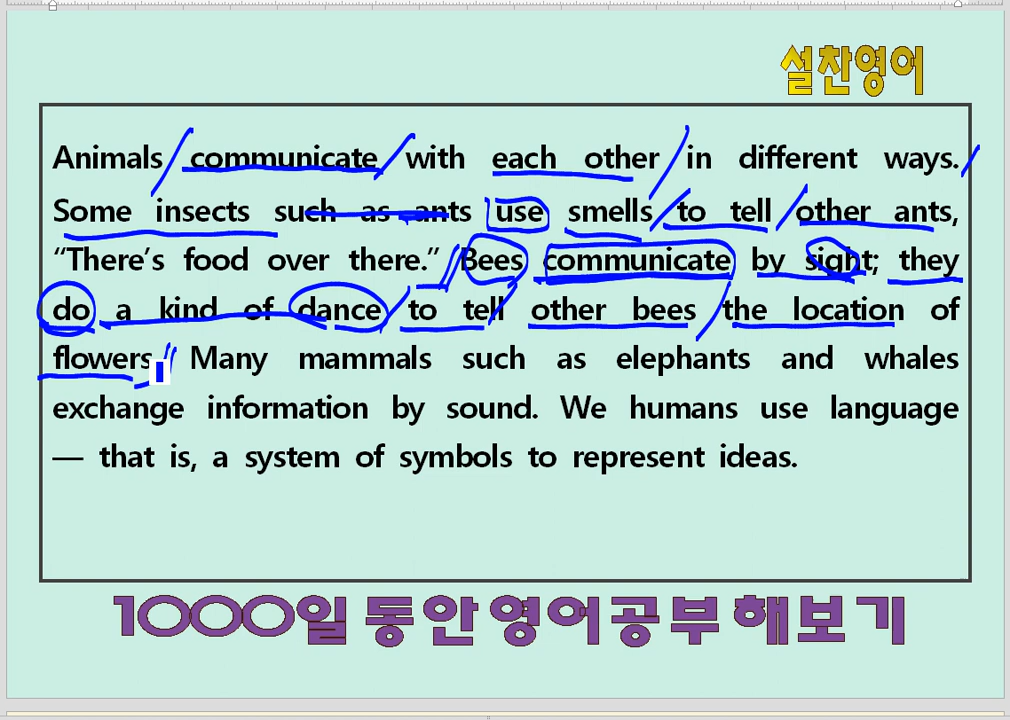 설찬영어
Animals communicate with each other in different ways.
Some insects such as ants use smells to tell other ants,
“There’s food over there.” Bees communicate by sight; they
do a kind of dance to tell other bees the location of
flowers. Many mammals such as elephants and whales
exchange information by sound. We humans use language
— that is, a system of symbols to represent ideas.
1000일 동안 영어공부 해보기